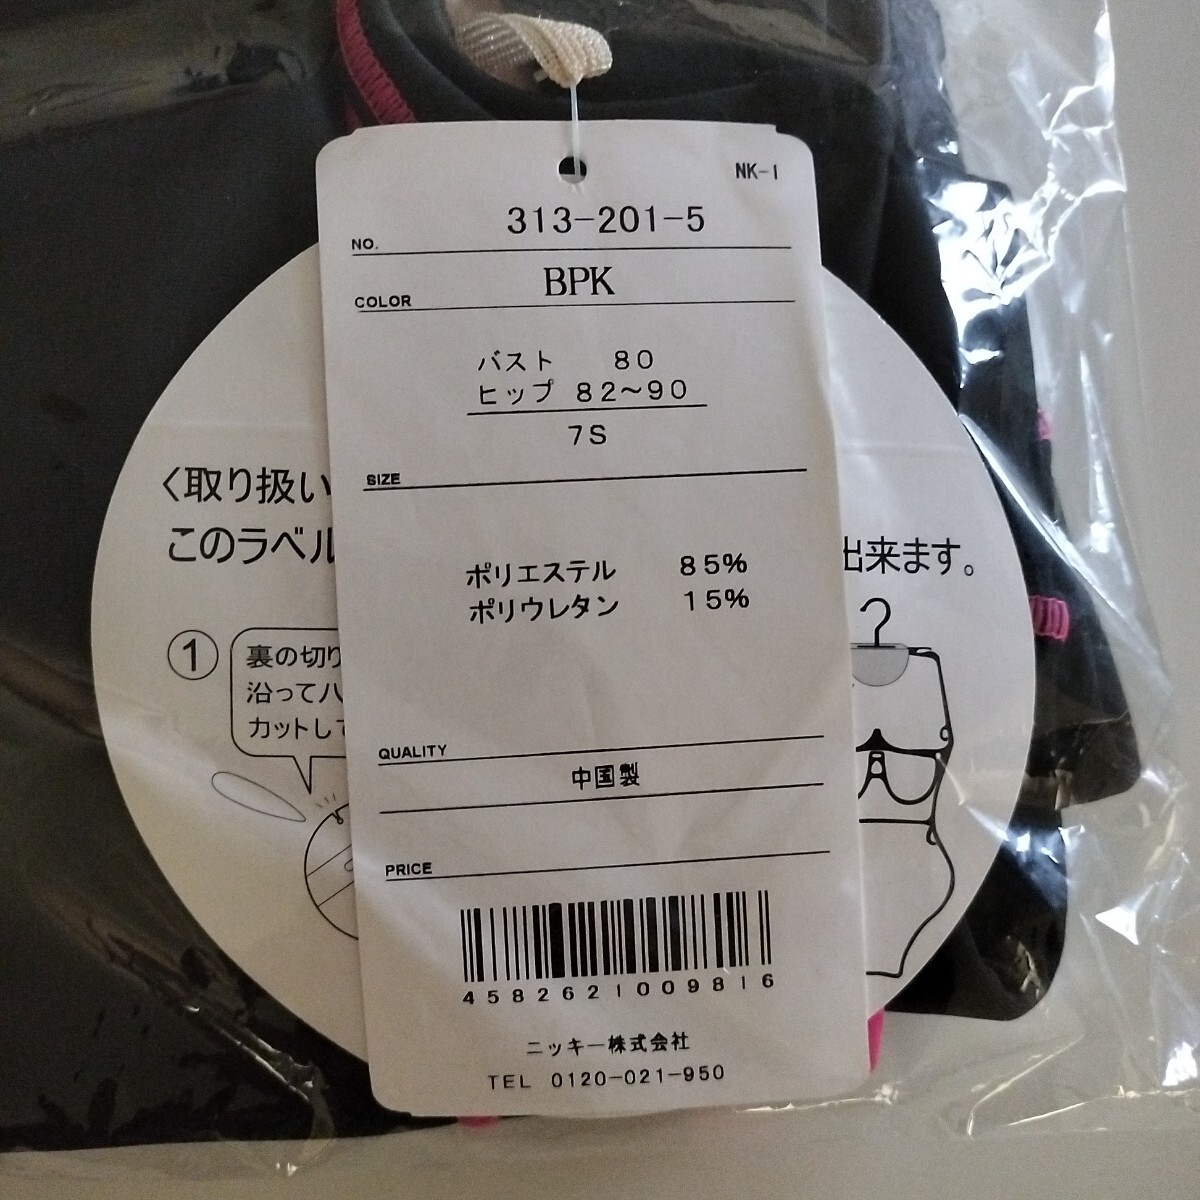 NK-1
NO. 313-201-5
COLOR BPK
バスト 80
ヒップ 82～90
7S
SIZE
ポリエステル 85%
ポリウレタン 15%
QUALITY
中国製
PRICE
4582621009816
ニッキー株式会社
TEL 0120-021-950
〈取り扱い
このラベル
出来ます。
①
裏の切り
沿ってハ
カットして